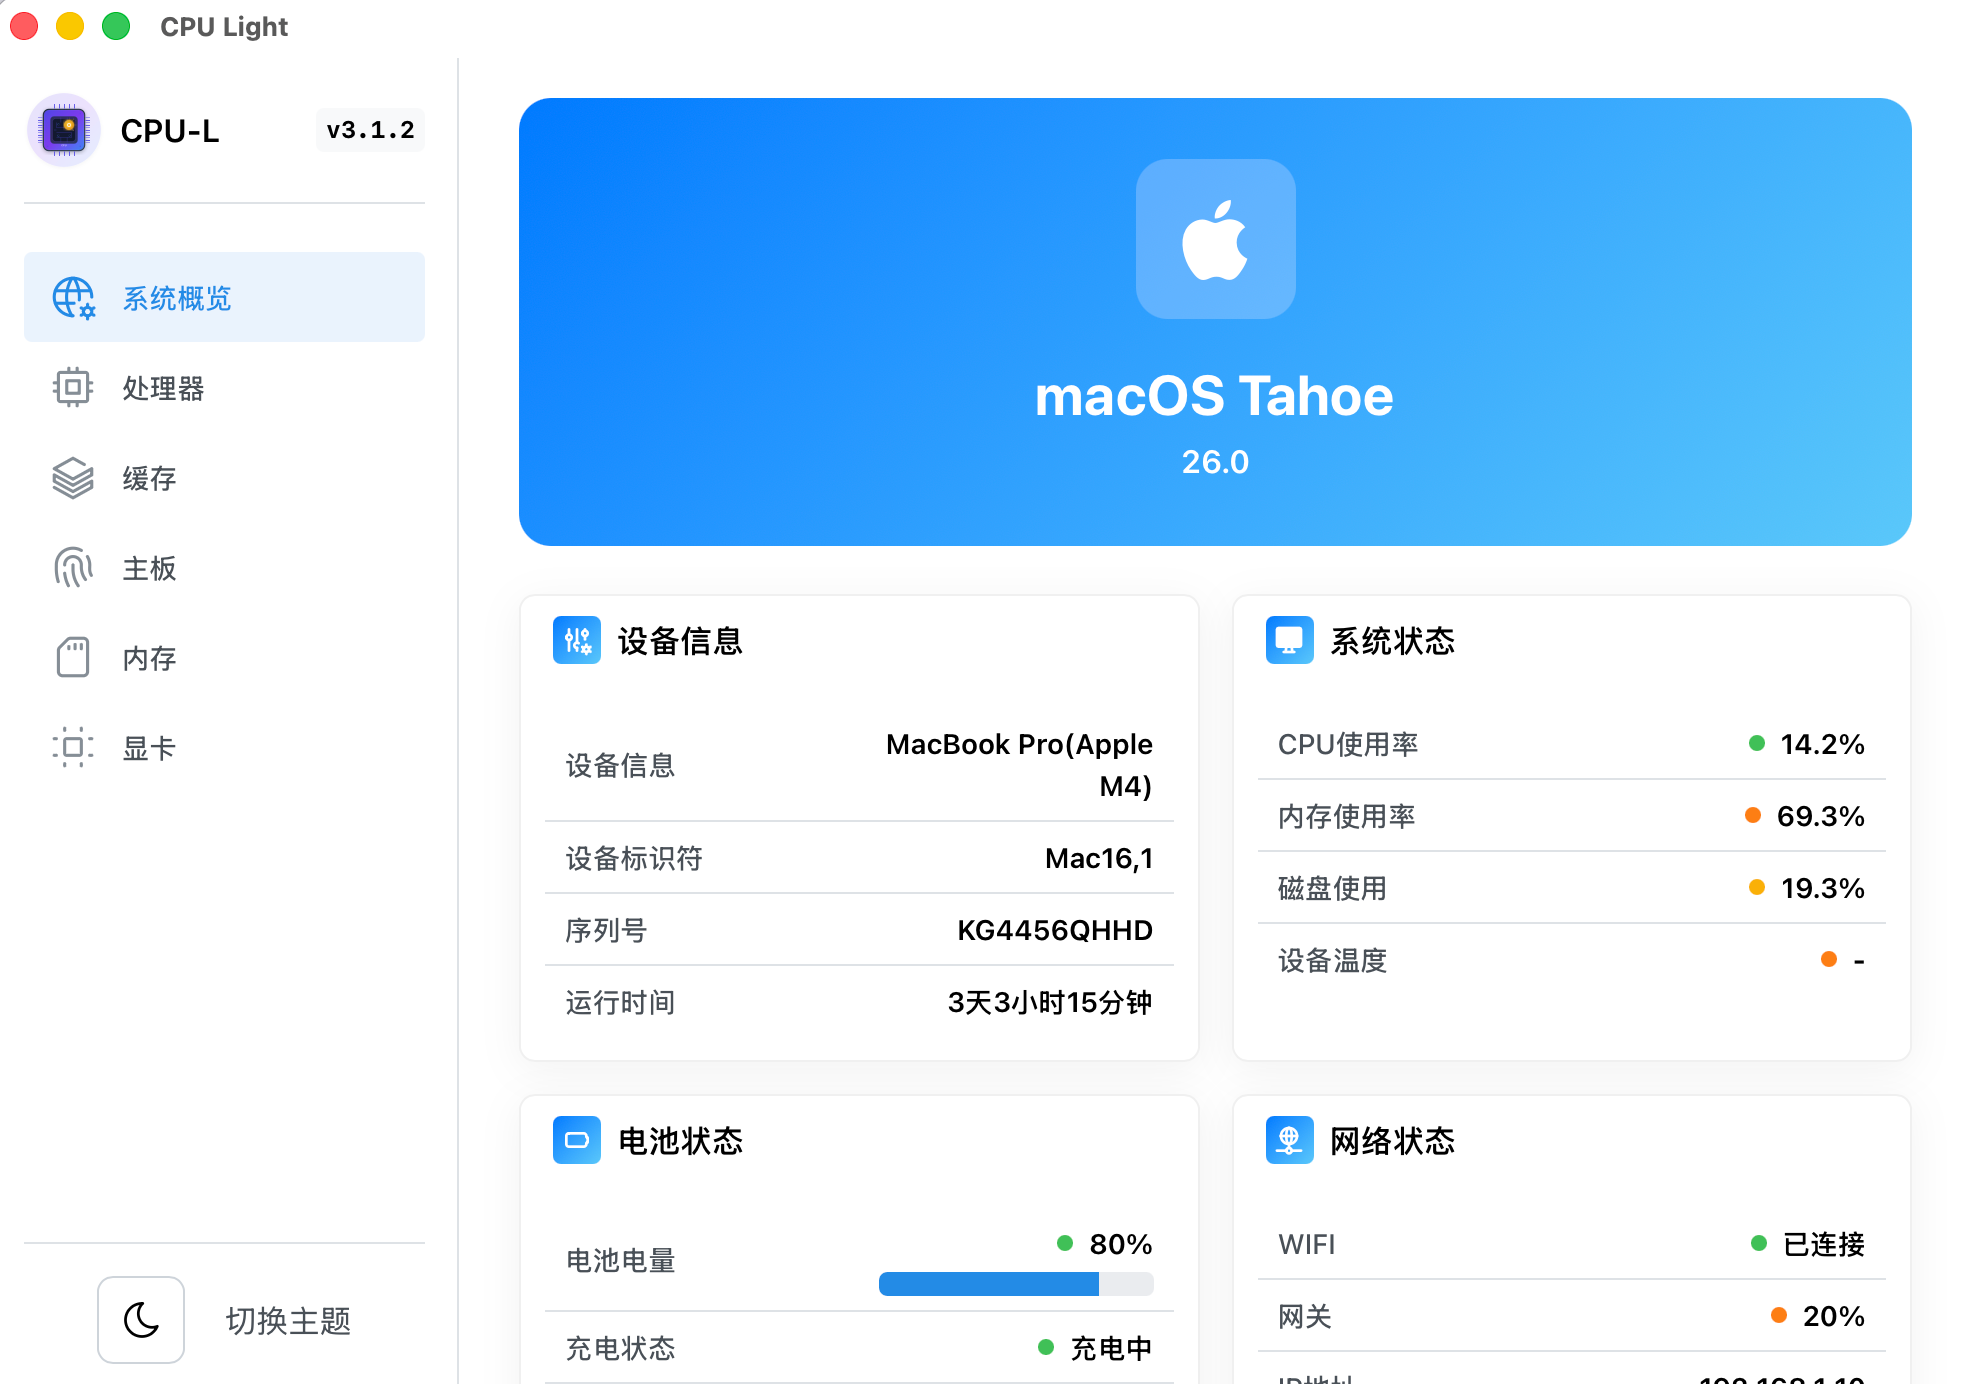 CPU Light
CPU-L
v3.1.2
系统概览
处理器
缓存
主板
内存
显卡
切换主题
macOS Tahoe
26.0
设备信息
设备信息
MacBook Pro(Apple
M4)
设备标识符
Mac16,1
序列号
KG4456QHHD
运行时间
3天3小时15分钟
系统状态
CPU使用率
14.2%
内存使用率
69.3%
磁盘使用
19.3%
设备温度
-
电池状态
电池电量
80%
充电状态
充电中
网络状态
WIFI
已连接
网关
20%